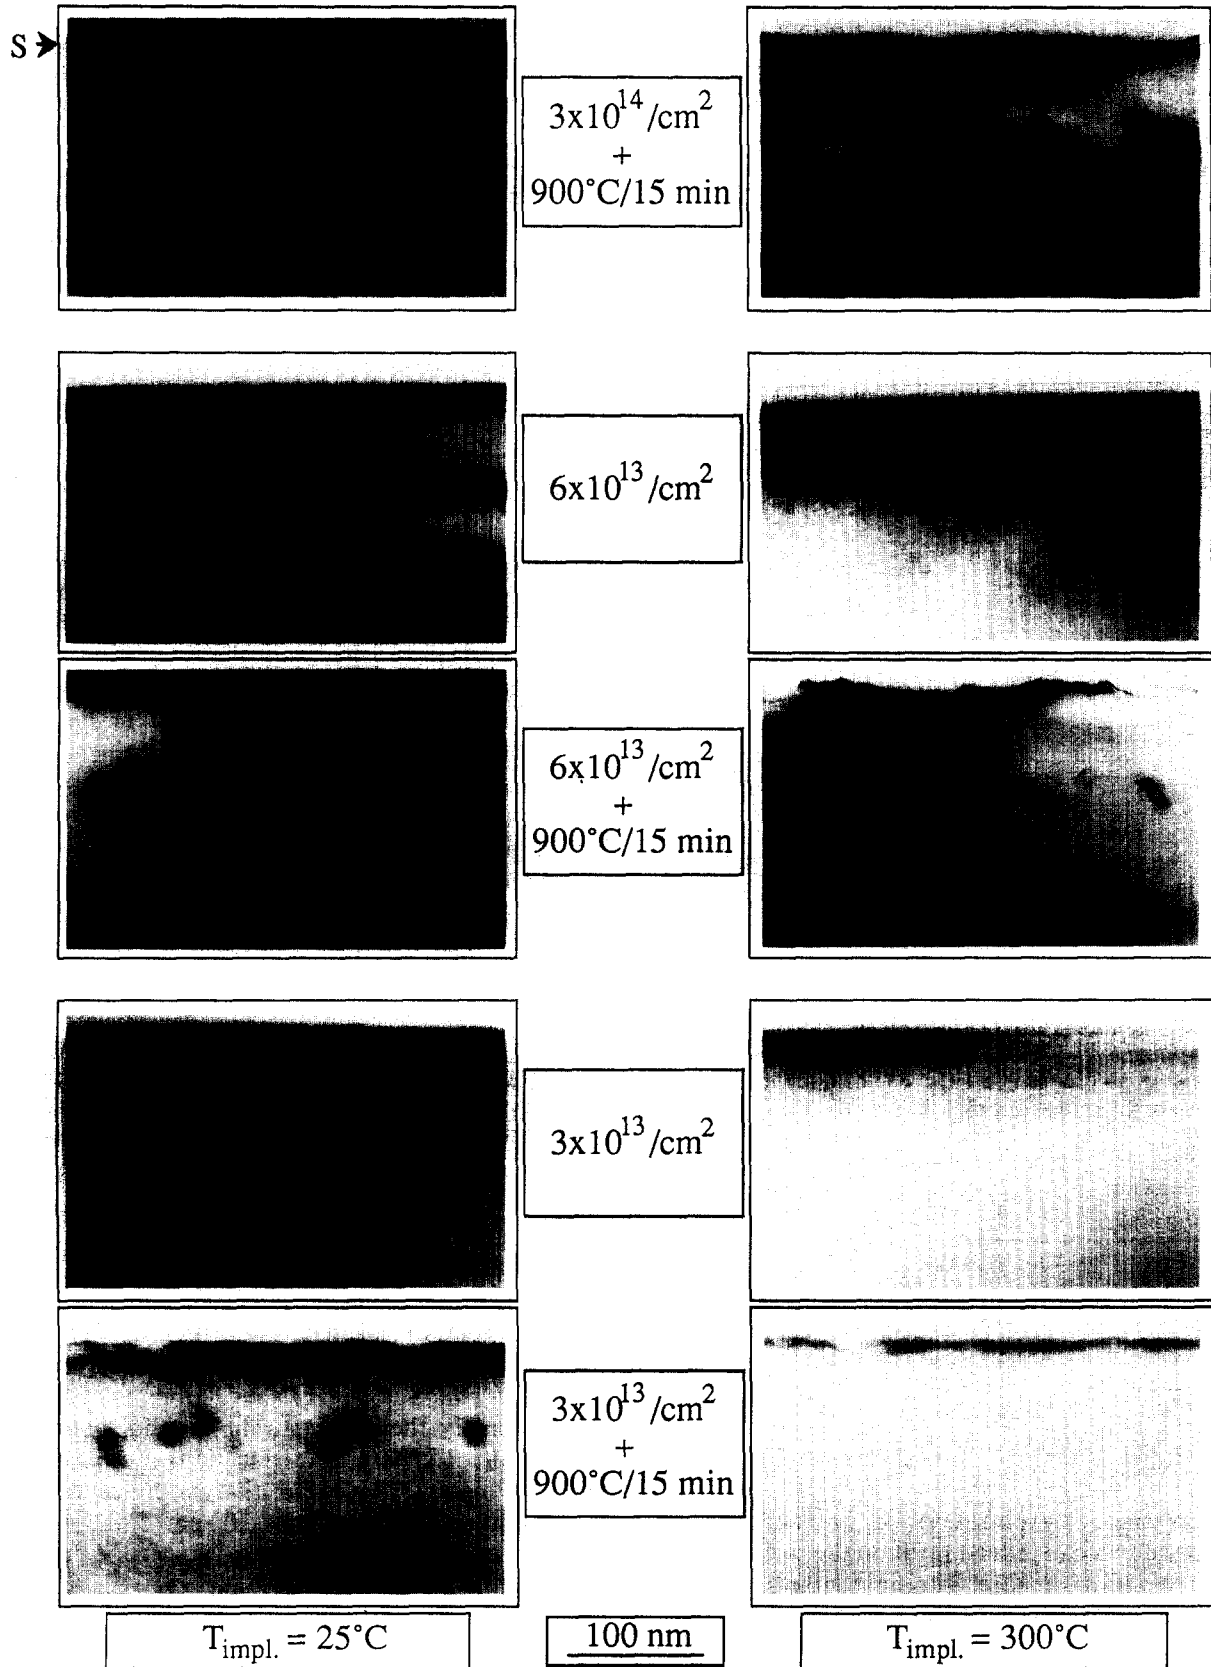 S
3x10^14/cm^2
+
900°C/15 min
6x10^13/cm^2
6x10^13/cm^2
+
900°C/15 min
3x10^13/cm^2
3x10^13/cm^2
+
900°C/15 min
T_impl. = 25°C
100 nm
T_impl. = 300°C